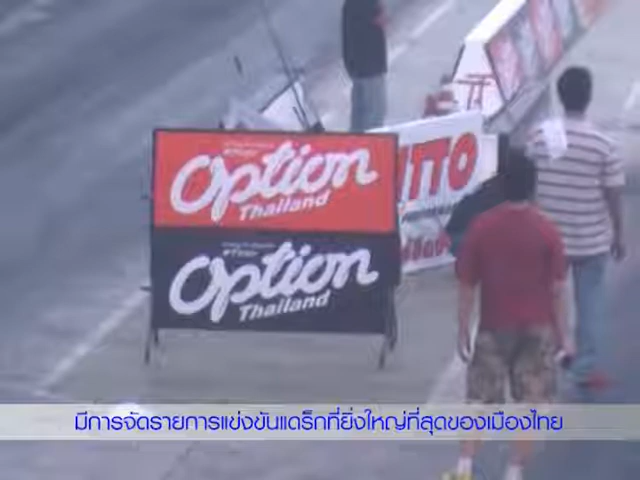 Option
Thailand
Option
Thailand
มีการจัดรายการแข่งขันแดร็กที่ยิ่งใหญ่ที่สุดของเมืองไทย